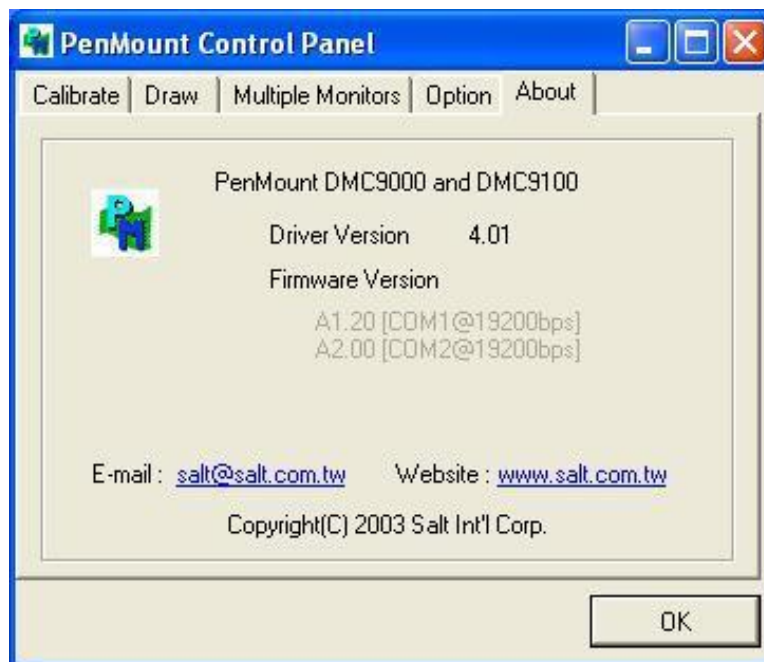 PenMount Control Panel
Calibrate Draw Multiple Monitors Option About
PenMount DMC9000 and DMC9100
PM
Driver Version 4.01
Firmware Version
A1.20 [COM1@19200bps]
A2.00 [COM2@19200bps]
E-mail : salt@salt.com.tw Website : www.salt.com.tw
Copyright(C) 2003 Salt Int'l Corp.
OK